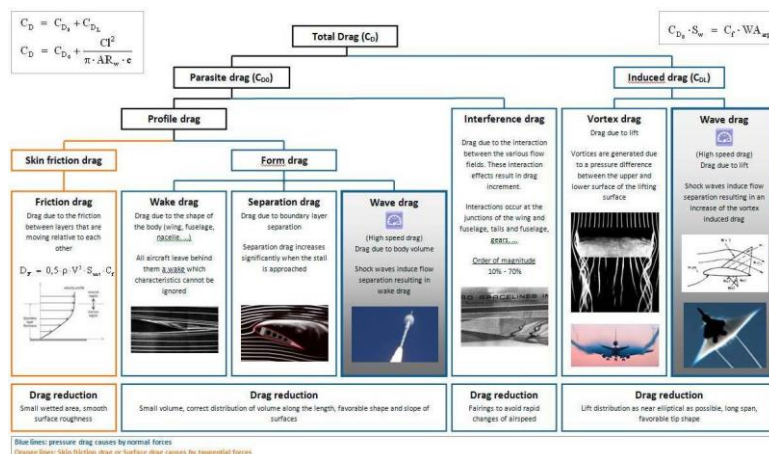 C_D = C_D0 + C_DL
C_D = C_D0 + Cl² / (π · AR_w · e)
C_D0 · S_w = C_f · WA
Total Drag (C_D)
Parasite drag (C_D0)
Induced drag (C_DL)
Profile drag
Skin friction drag
Form drag
Friction drag
Drag due to the friction
between layers that are
moving relative to each
other
Wake drag
Drag due to the shape of
the body (wing, fuselage,
nacelle, ...)
All aircraft leave behind
them a wake which
characteristics cannot be
ignored
Separation drag
Drag due to boundary layer
separation
Separation drag increases
significantly when the stall
is approached
Wave drag
(High speed drag)
Drag due to body volume
Shock waves induce flow
separation resulting in
wake drag
Interference drag
Drag due to the interaction
between the various flow
fields. These interaction
effects result in drag
increment.
Interactions occur at the
junctions of the wing and
fuselage, tails and fuselage,
gears, ...
Order of magnitude
10% - 70%
Vortex drag
Drag due to lift
Vortices are generated due
to a pressure difference
between the upper and
lower surface of the lifting
surface
Wave drag
(High speed drag)
Drag due to lift
Shock waves induce flow
separation resulting in
an increase of the vortex
induced drag
Drag reduction
Small wetted area, smooth
surface roughness
Drag reduction
Small volume, correct distribution of volume along the length, favorable shape and slope of
surfaces
Drag reduction
Fairings to avoid rapid
changes of airspeed
Drag reduction
Lift distribution as near elliptical as possible, long span,
favorable tip shape
Blue lines: pressure drag causes by normal forces
Orange lines: Skin friction drag or Surface drag causes by tangential forces